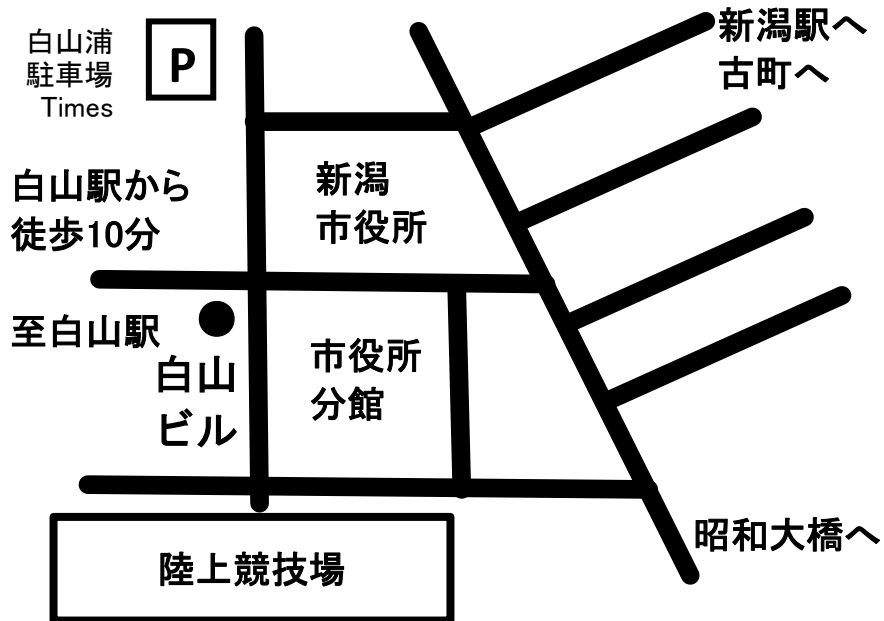 白山浦
駐車場
Times
P
新潟駅へ
古町へ
白山駅から
徒歩10分
新潟
市役所
至白山駅
白山
ビル
市役所
分館
昭和大橋へ
陸上競技場